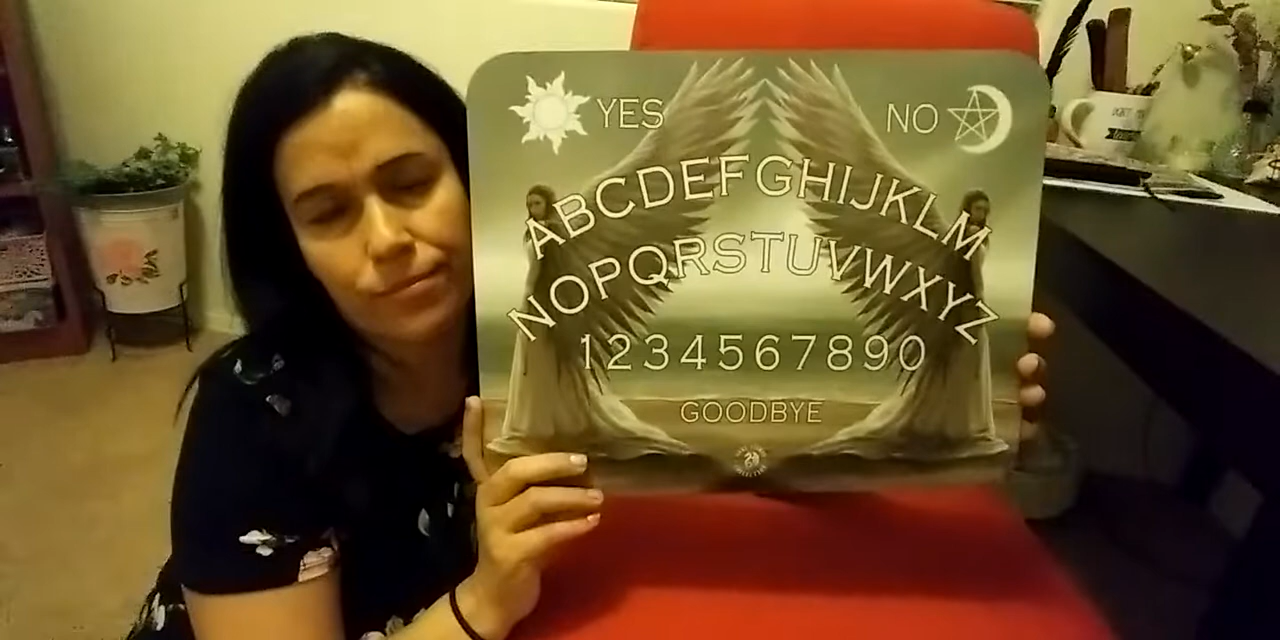 YES NO
ABCDEFGHIJKLM
NOPQRSTUVWXYZ
1234567890
GOODBYE